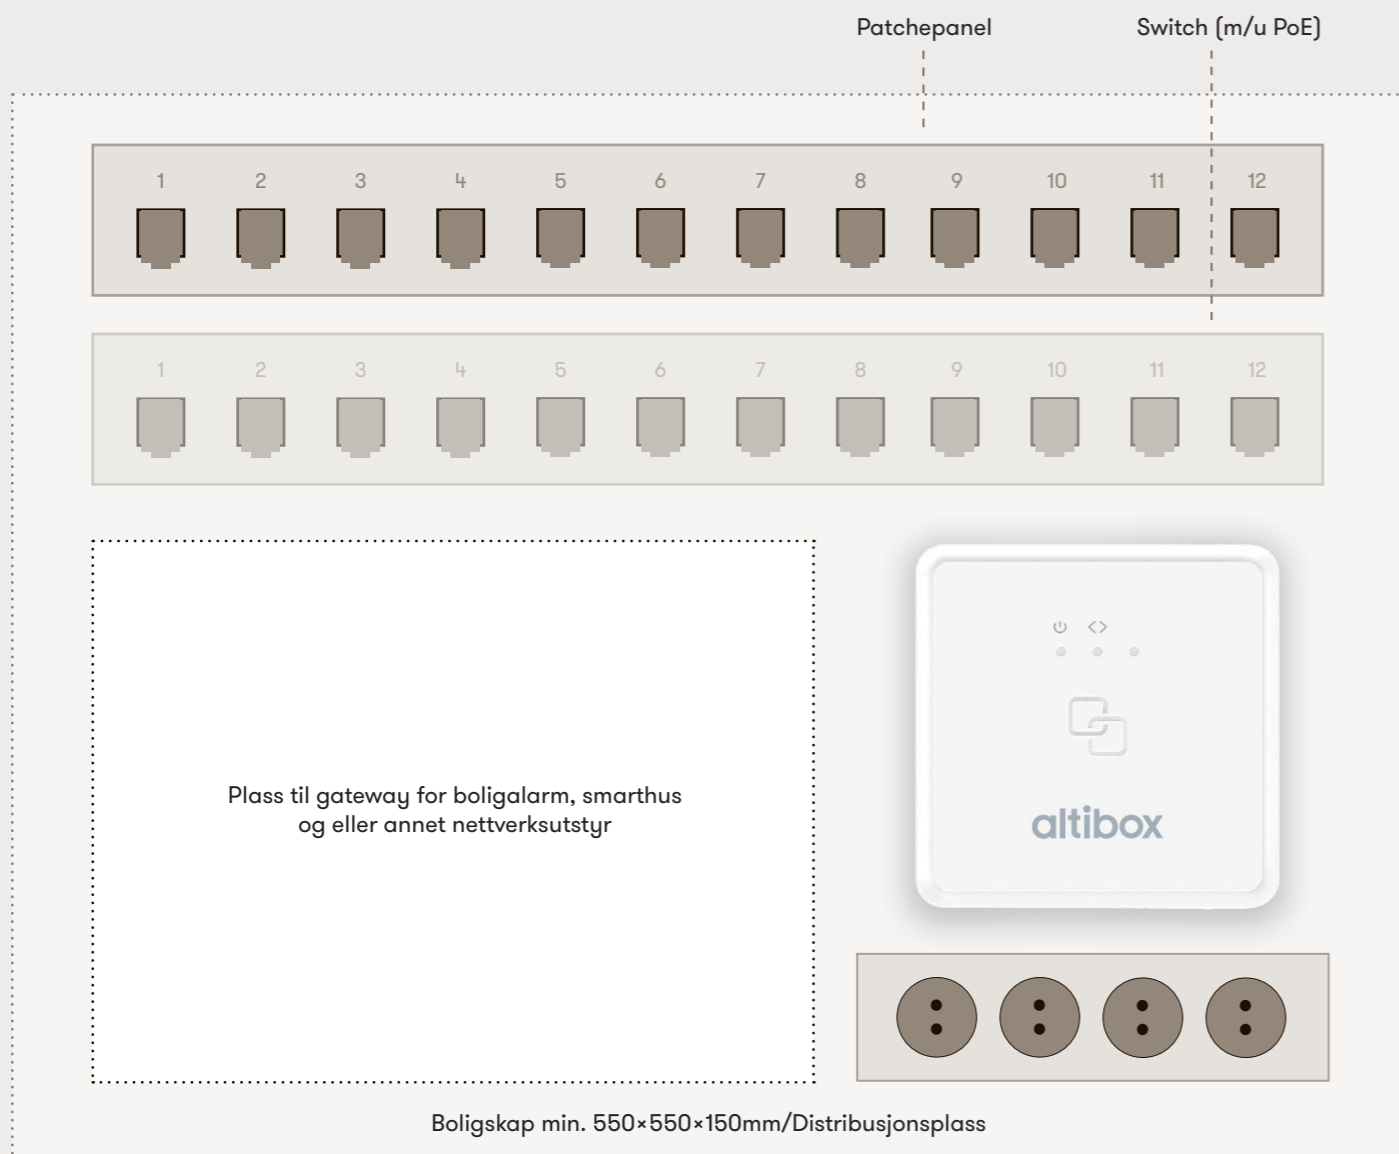 Patchepanel Switch (m/u PoE)
1 2 3 4 5 6 7 8 9 10 11 12
1 2 3 4 5 6 7 8 9 10 11 12
Plass til gateway for boligalarm, smarthus
og eller annet nettverksutstyr
altibox
Boligskap min. 550×550×150mm/Distribusjonsplass